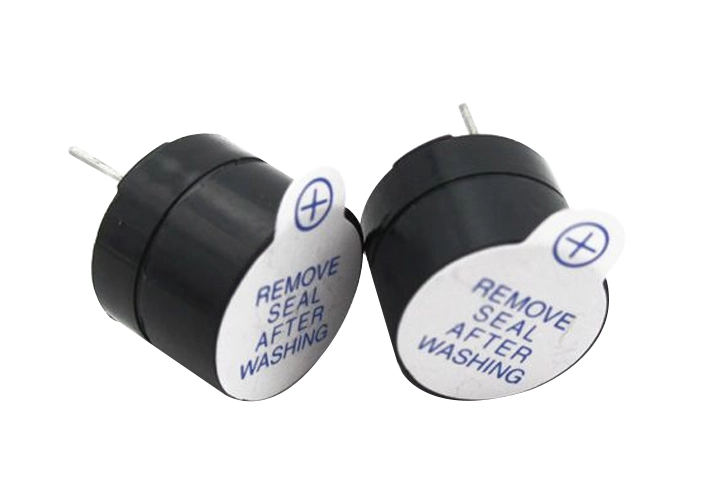 +
REMOVE
SEAL
AFTER
WASHING
+
REMOVE
SEAL
AFTER
WASHING